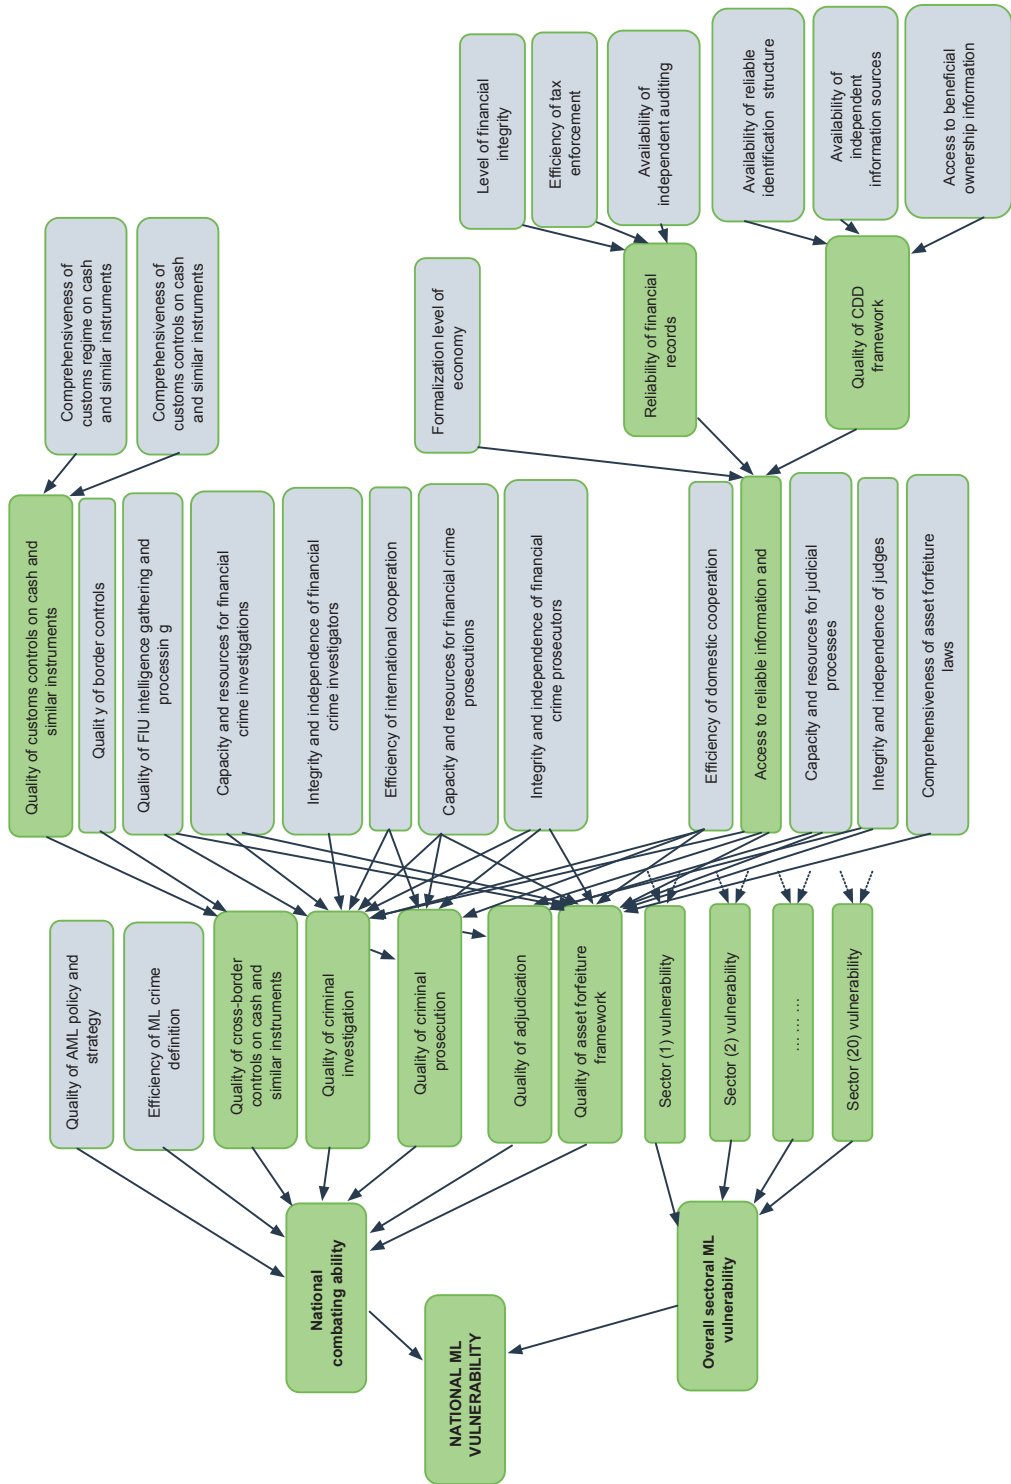 Comprehensiveness of
customs regime on cash
and similar instruments
Comprehensiveness of
customs controls on cash
and similar instruments
Level of financial
integrity
Efficiency of tax
enforcement
Availability of
independent auditing
Availability of reliable
identification structure
Availability of
independent
information sources
Access to beneficial
ownership information
Formalization level of
economy
Reliability of financial
records
Quality of CDD
framework
Quality of customs controls on cash and
similar instruments
Qualit y of border controls
Quality of FIU intelligence gathering and
processin g
Capacity and resources for financial
crime investigations
Integrity and independence of financial
crime investigators
Efficiency of international cooperation
Capacity and resources for financial crime
prosecutions
Integrity and independence of financial
crime prosecutors
Efficiency of domestic cooperation
Access to reliable information and
Capacity and resources for judicial
processes
Integrity and independence of judges
Comprehensiveness of asset forfeiture
laws
Quality of AML policy and
strategy
Efficiency of ML crime
definition
Quality of cross-border
controls on cash and
similar instruments
Quality of criminal
investigation
Quality of criminal
prosecution
Quality of adjudication
Quality of asset forfeiture
framework
Sector (1) vulnerability
Sector (2) vulnerability
... ... ...
Sector (20) vulnerability
National
combating ability
Overall sectoral ML
vulnerability
NATIONAL ML
VULNERABILITY